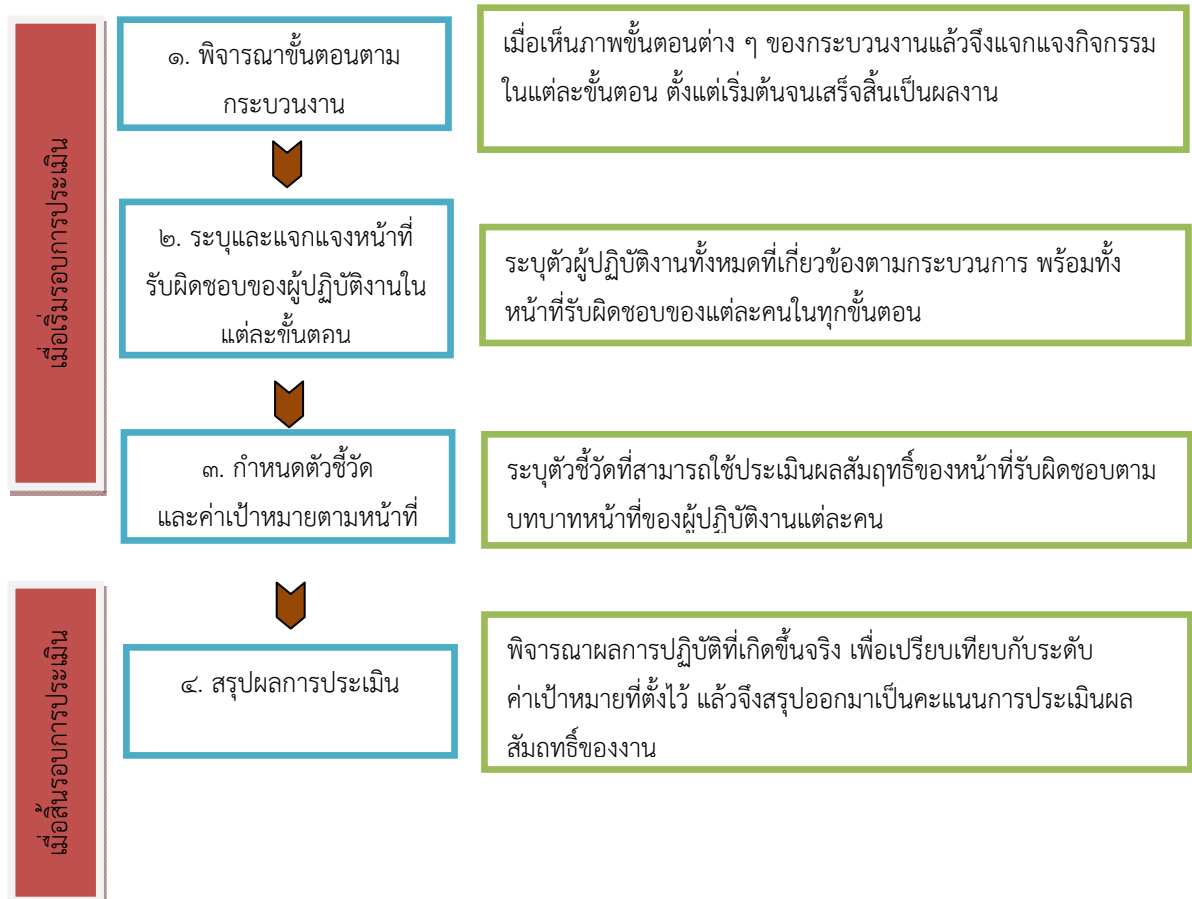 เมื่อเริ่มรอบการประเมิน
๑. พิจารณาขั้นตอนตาม
กระบวนงาน
เมื่อเห็นภาพขั้นตอนต่าง ๆ ของกระบวนงานแล้วจึงแจกแจงกิจกรรม
ในแต่ละขั้นตอน ตั้งแต่เริ่มต้นจนเสร็จสิ้นเป็นผลงาน
๒. ระบุและแจกแจงหน้าที่
รับผิดชอบของผู้ปฏิบัติงานใน
แต่ละขั้นตอน
ระบุตัวผู้ปฏิบัติงานทั้งหมดที่เกี่ยวข้องตามกระบวนการ พร้อมทั้ง
หน้าที่รับผิดชอบของแต่ละคนในทุกขั้นตอน
๓. กำหนดตัวชี้วัด
และค่าเป้าหมายตามหน้าที่
ระบุตัวชี้วัดที่สามารถใช้ประเมินผลสัมฤทธิ์ของหน้าที่รับผิดชอบตาม
บทบาทหน้าที่ของผู้ปฏิบัติงานแต่ละคน
เมื่อสิ้นรอบการประเมิน
๔. สรุปผลการประเมิน
พิจารณาผลการปฏิบัติที่เกิดขึ้นจริง เพื่อเปรียบเทียบกับระดับ
ค่าเป้าหมายที่ตั้งไว้ แล้วจึงสรุปออกมาเป็นคะแนนการประเมินผล
สัมฤทธิ์ของงาน